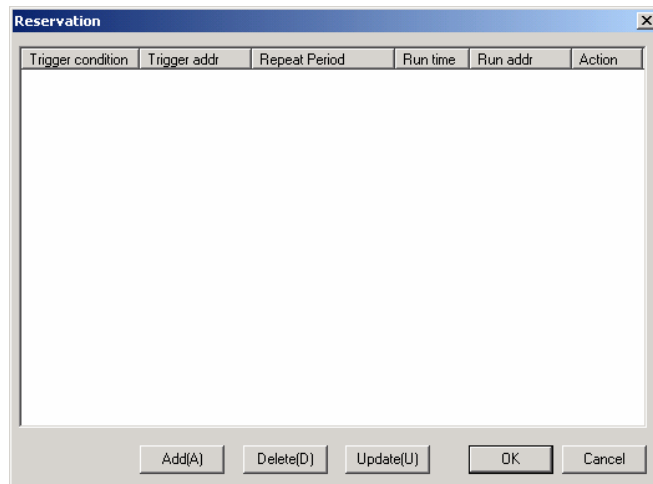 Reservation
Trigger condition Trigger addr Repeat Period Run time Run addr Action
Add(A) Delete(D) Update(U) OK Cancel